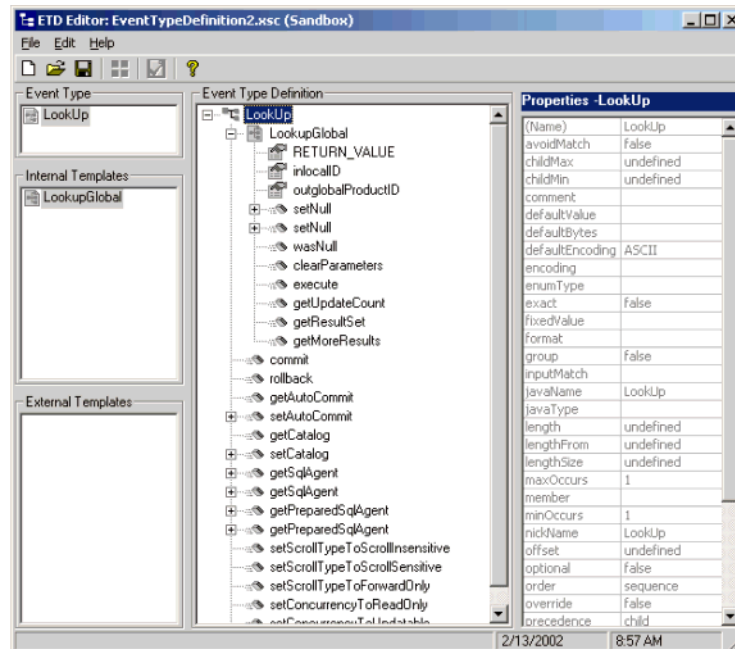 ETD Editor: EventTypeDefinition2.xsc (Sandbox)
File Edit Help
Event Type
LookUp
Internal Templates
LookupGlobal
External Templates
Event Type Definition
LookUp
LookupGlobal
RETURN_VALUE
inlocalID
outglobalProductID
setNull
setNull
wasNull
clearParameters
execute
getUpdateCount
getResultSet
getMoreResults
commit
rollback
getAutoCommit
setAutoCommit
getCatalog
setCatalog
getSqlAgent
getSqlAgent
getPreparedSqlAgent
getPreparedSqlAgent
setScrollTypeToScrollInsensitive
setScrollTypeToScrollSensitive
setScrollTypeToForwardOnly
setConcurrencyToReadOnly
setConcurrencyToUpdatable
Properties -LookUp
(Name) LookUp
avoidMatch false
childMax undefined
childMin undefined
comment
defaultValue
defaultBytes
defaultEncoding ASCII
encoding
enumType
exact false
fixedValue
format
group false
inputMatch
javaName LookUp
javaType
length undefined
lengthFrom undefined
lengthSize undefined
maxOccurs 1
member
minOccurs 1
nickName LookUp
offset undefined
optional false
order sequence
override false
precedence child
2/13/2002 8:57 AM